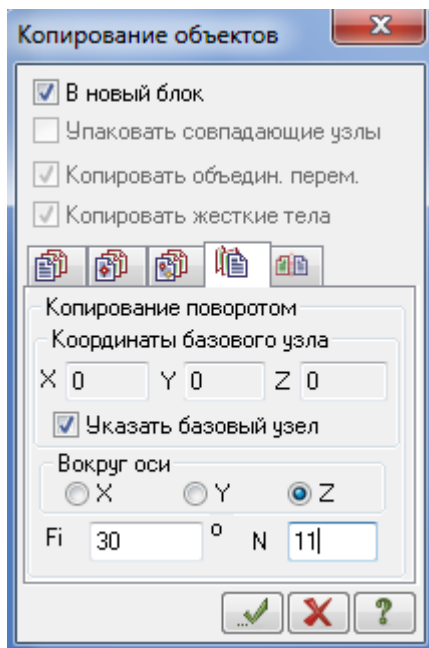 Копирование объектов
В новый блок
Упаковать совпадающие узлы
Копировать объедин. перем.
Копировать жесткие тела
Копирование поворотом
Координаты базового узла
X 0 Y 0 Z 0
Указать базовый узел
Вокруг оси
X Y Z
Fi 30 ° N 11
... ?